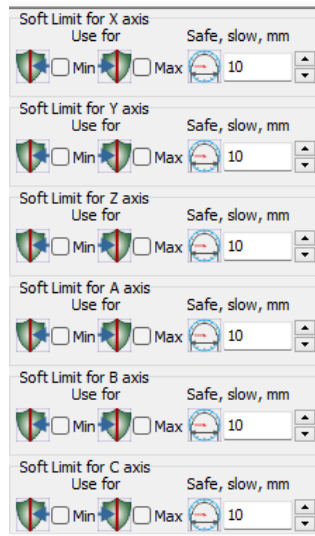 Soft Limit for X axis
Use for Safe, slow, mm
Min Max 10
Soft Limit for Y axis
Use for Safe, slow, mm
Min Max 10
Soft Limit for Z axis
Use for Safe, slow, mm
Min Max 10
Soft Limit for A axis
Use for Safe, slow, mm
Min Max 10
Soft Limit for B axis
Use for Safe, slow, mm
Min Max 10
Soft Limit for C axis
Use for Safe, slow, mm
Min Max 10